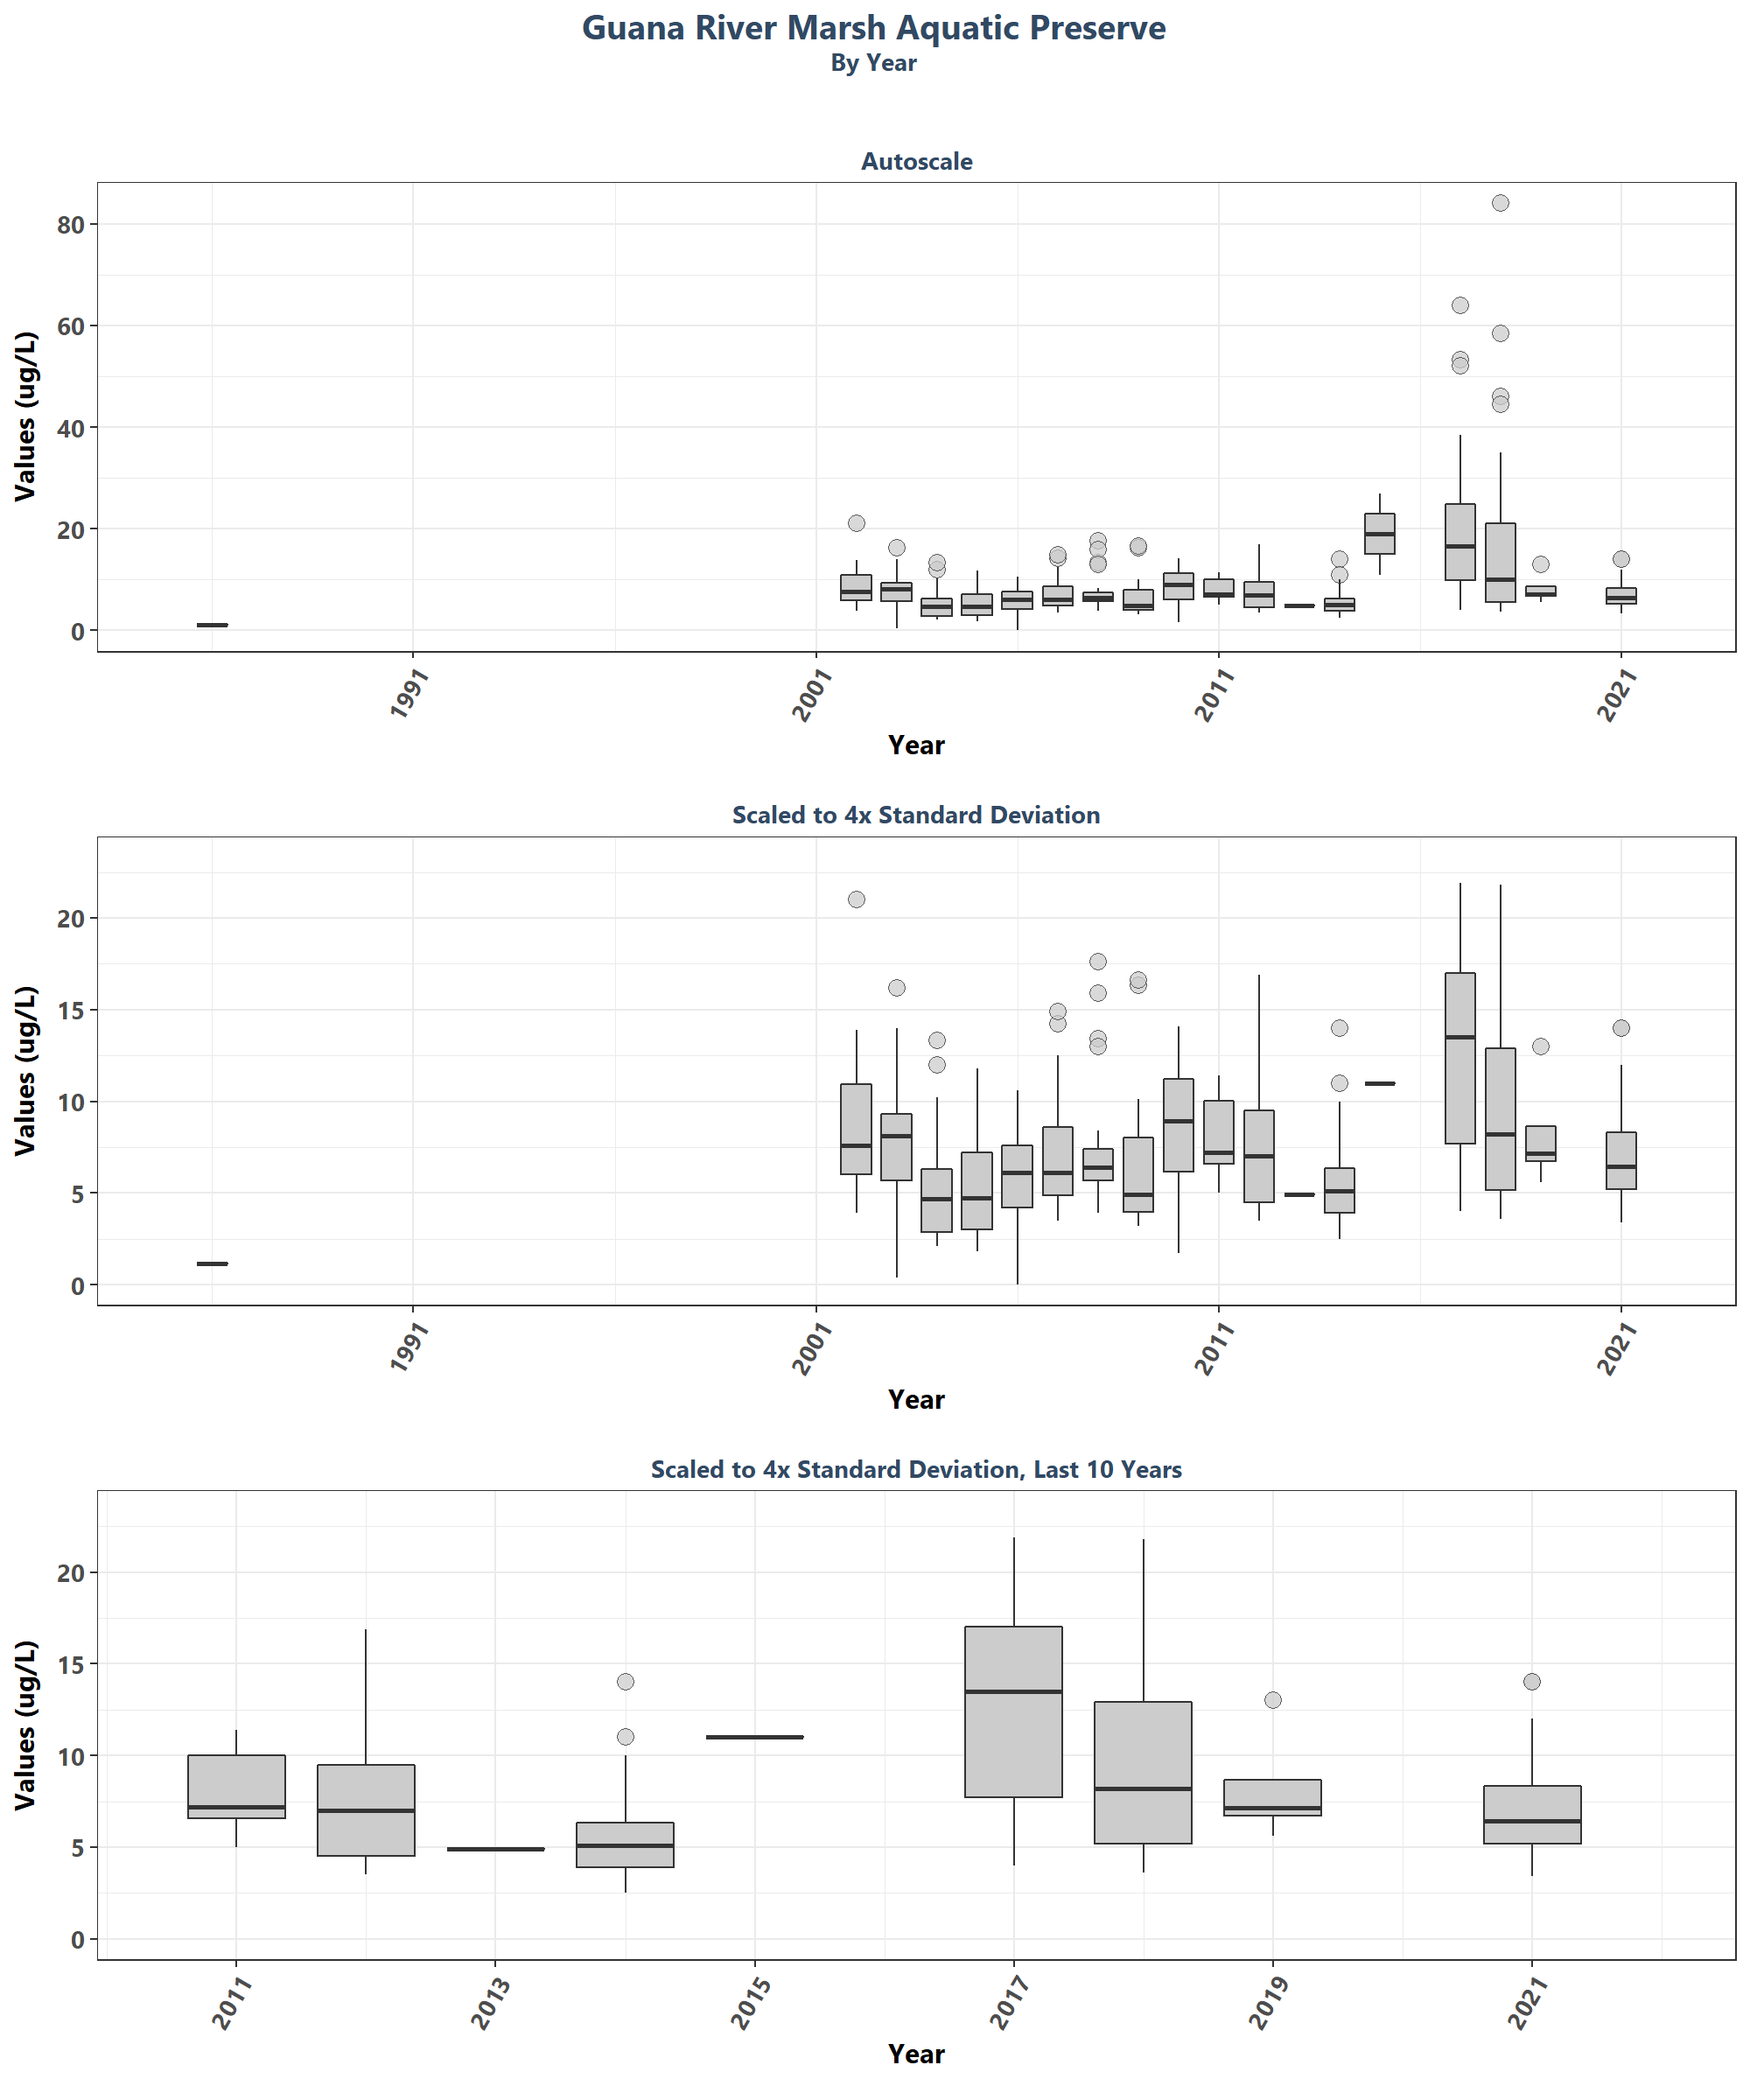 Guana River Marsh Aquatic Preserve
By Year
Autoscale
Values (ug/L)
80
60
40
20
0
1991
2001
2011
2021
Year
Scaled to 4x Standard Deviation
Values (ug/L)
20
15
10
5
0
1991
2001
2011
2021
Year
Scaled to 4x Standard Deviation, Last 10 Years
Values (ug/L)
20
15
10
5
0
2011
2013
2015
2017
2019
2021
Year